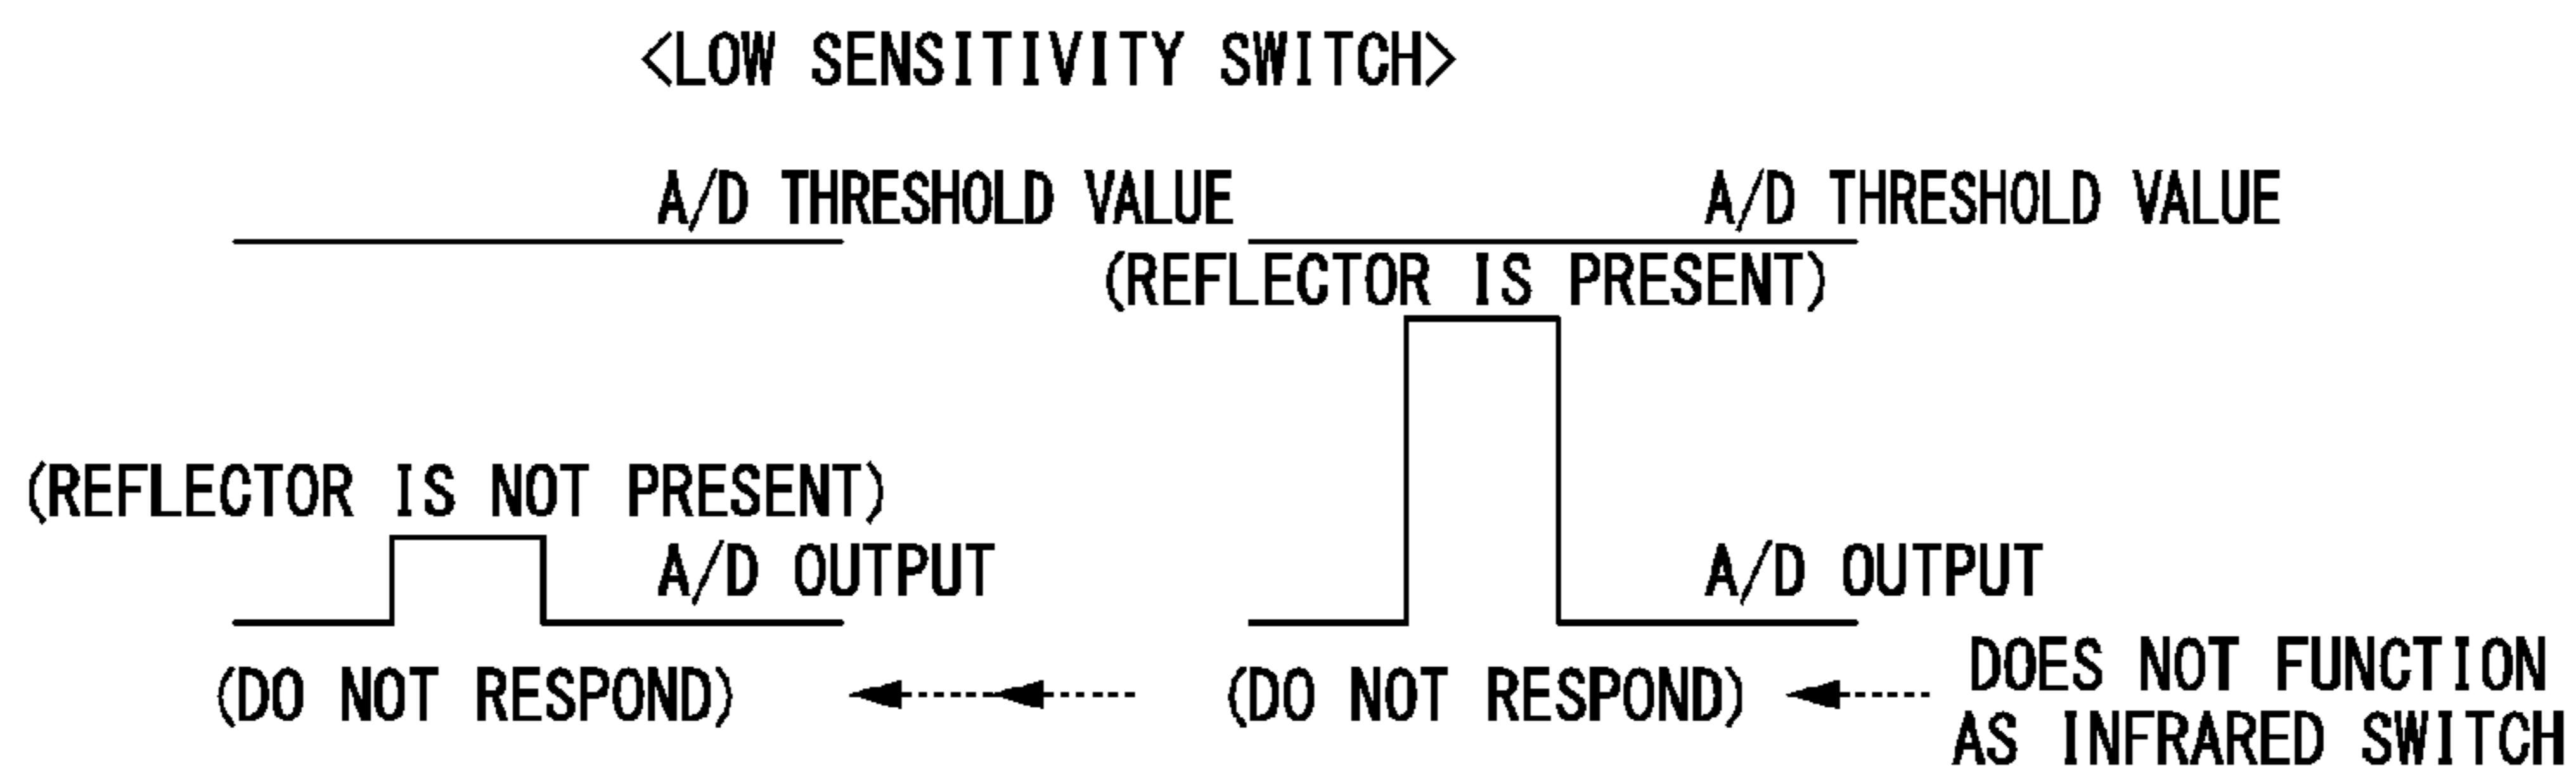 <LOW SENSITIVITY SWITCH>
A/D THRESHOLD VALUE
A/D THRESHOLD VALUE
(REFLECTOR IS PRESENT)
(REFLECTOR IS NOT PRESENT)
A/D OUTPUT
A/D OUTPUT
(DO NOT RESPOND)
(DO NOT RESPOND)
DOES NOT FUNCTION
AS INFRARED SWITCH